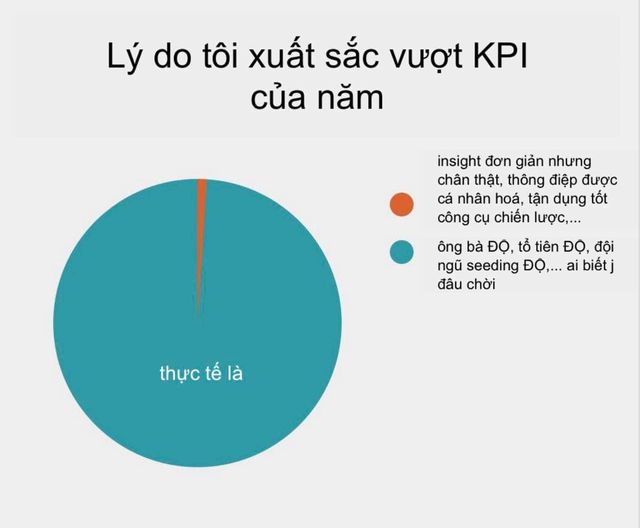 Lý do tôi xuất sắc vượt KPI
của năm
insight đơn giản nhưng
chân thật, thông điệp được
cá nhân hoá, tận dụng tốt
công cụ chiến lược,...
ông bà ĐỘ, tổ tiên ĐỘ, đội
ngũ seeding ĐỘ,... ai biết j
đâu chời
thực tế là